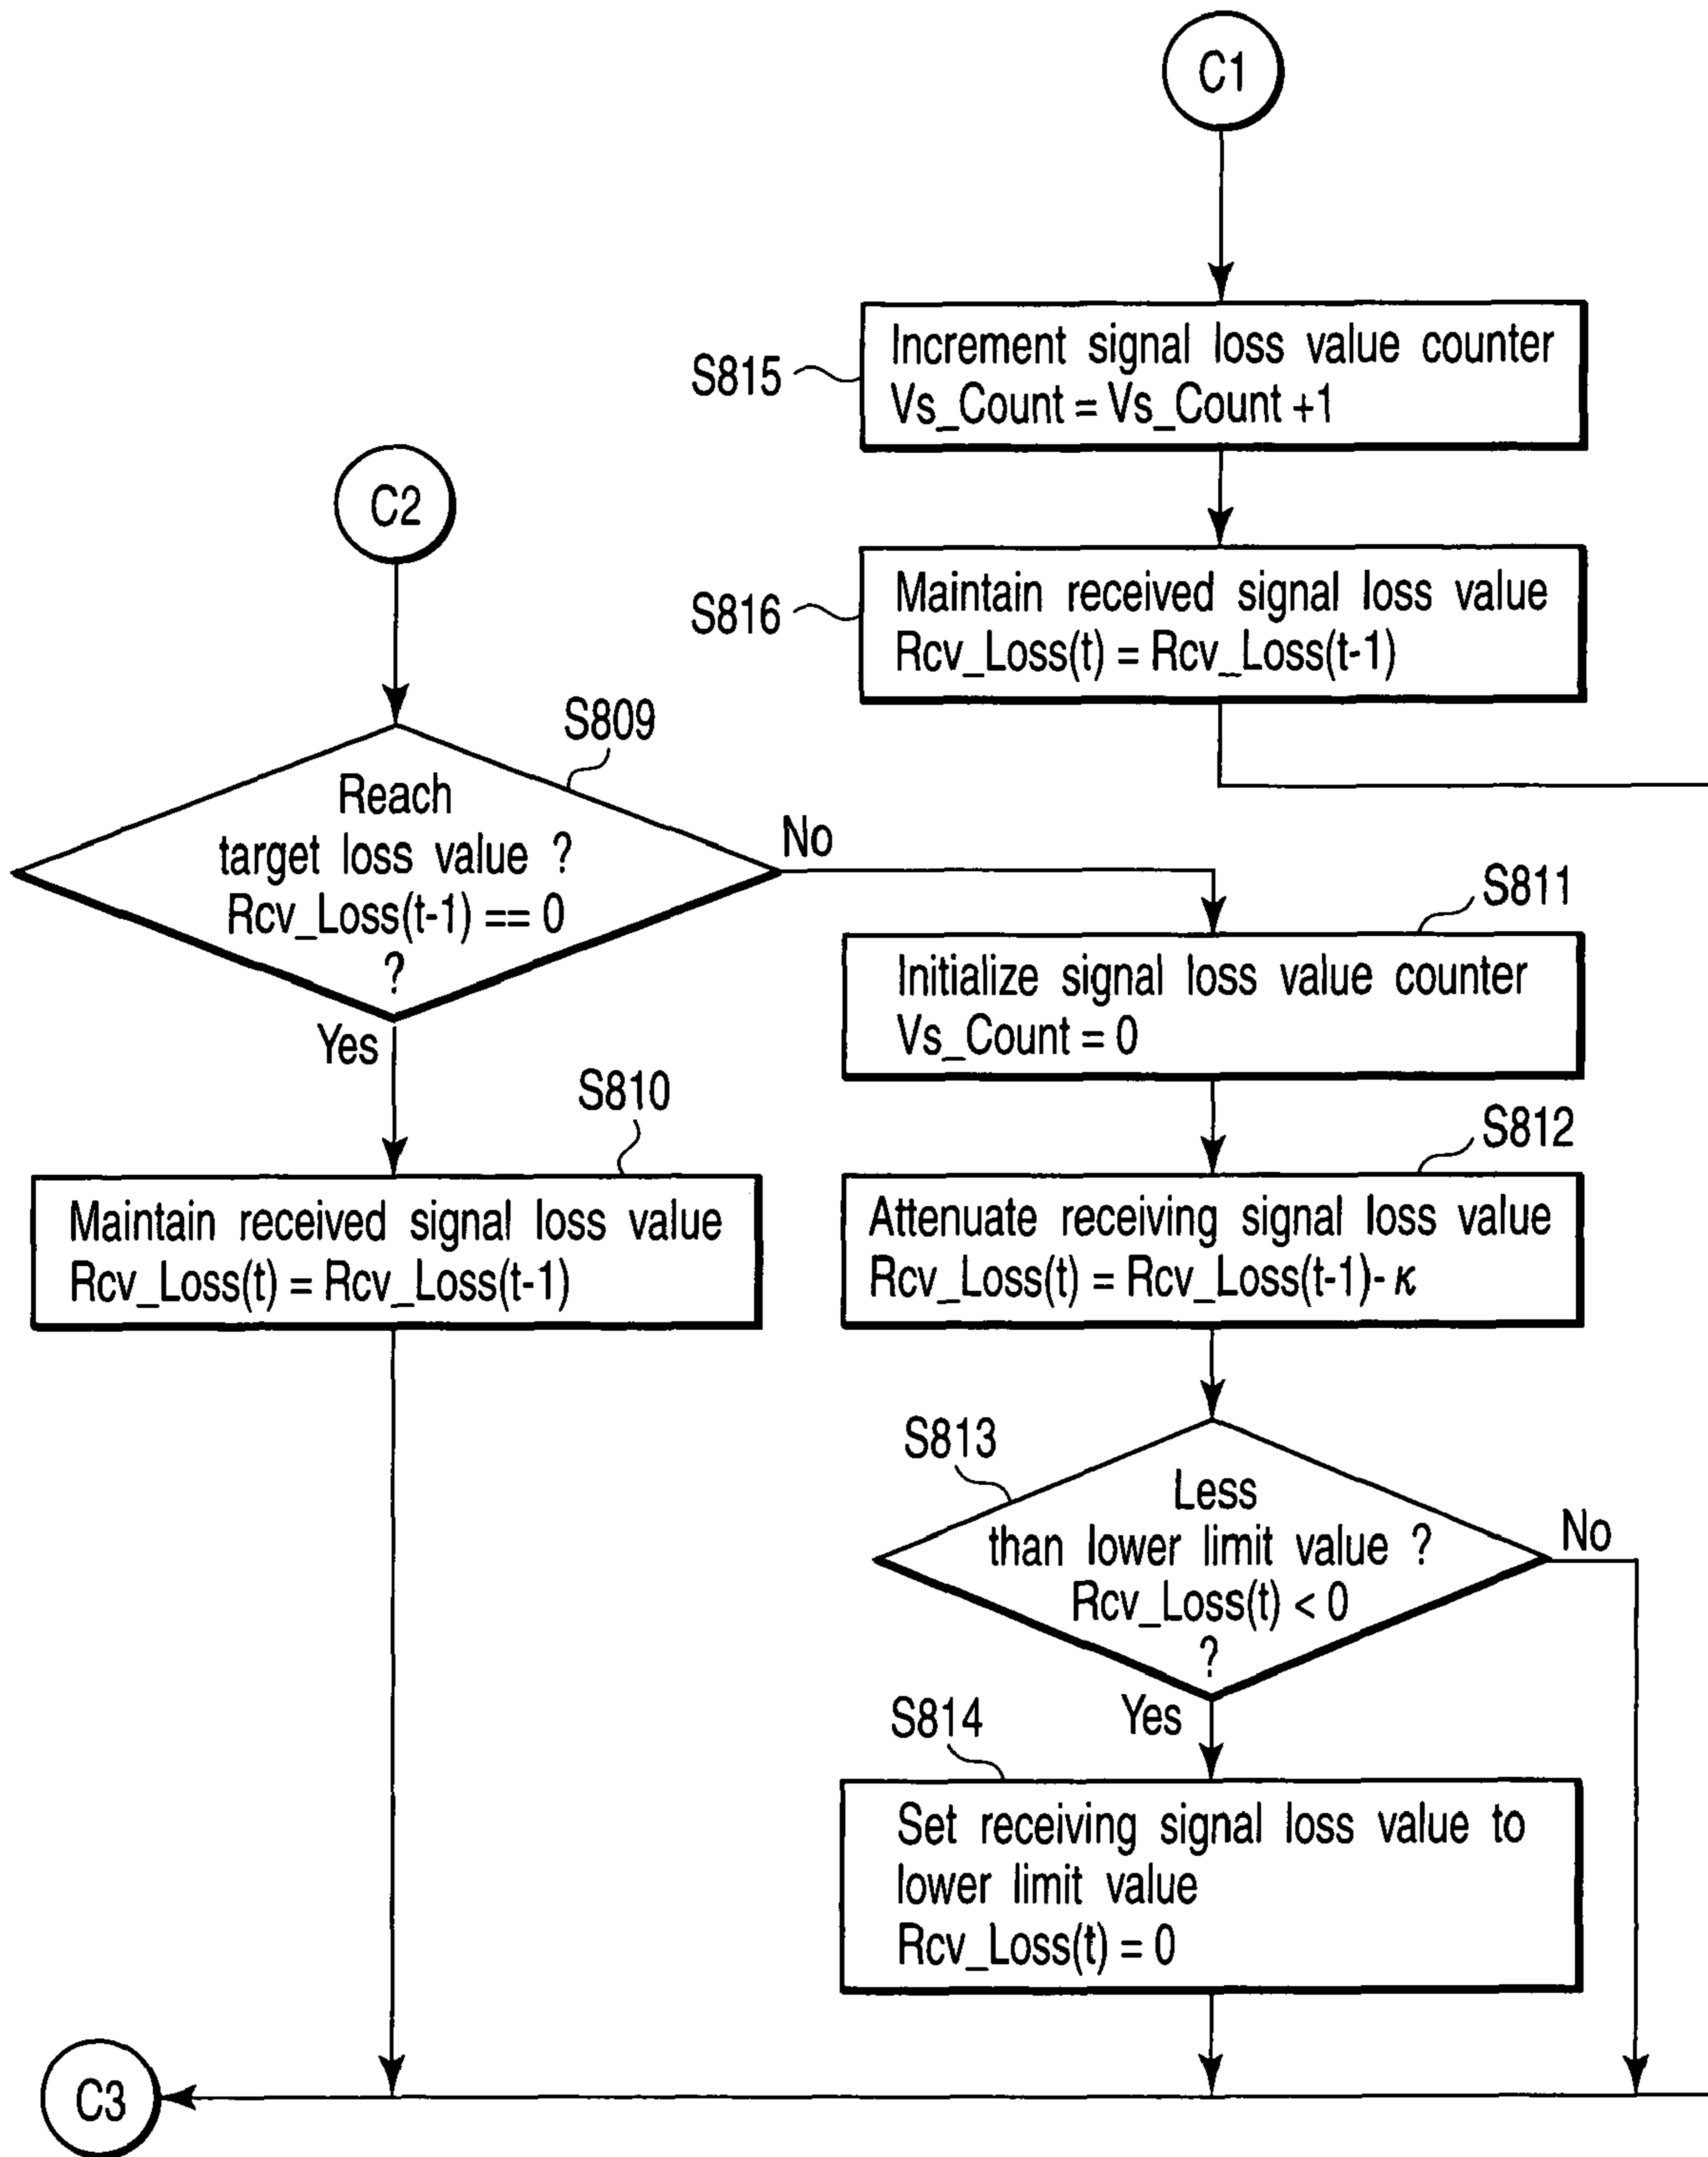 C1
S815
Increment signal loss value counter
Vs_Count = Vs_Count +1
S816
Maintain received signal loss value
Rcv_Loss(t) = Rcv_Loss(t-1)
C2
S809
Reach
target loss value ?
Rcv_Loss(t-1) == 0
?
No
Yes
S810
Maintain received signal loss value
Rcv_Loss(t) = Rcv_Loss(t-1)
S811
Initialize signal loss value counter
Vs_Count = 0
S812
Attenuate receiving signal loss value
Rcv_Loss(t) = Rcv_Loss(t-1)- κ
S813
Less
than lower limit value ?
Rcv_Loss(t) < 0
?
No
Yes
S814
Set receiving signal loss value to
lower limit value
Rcv_Loss(t) = 0
C3